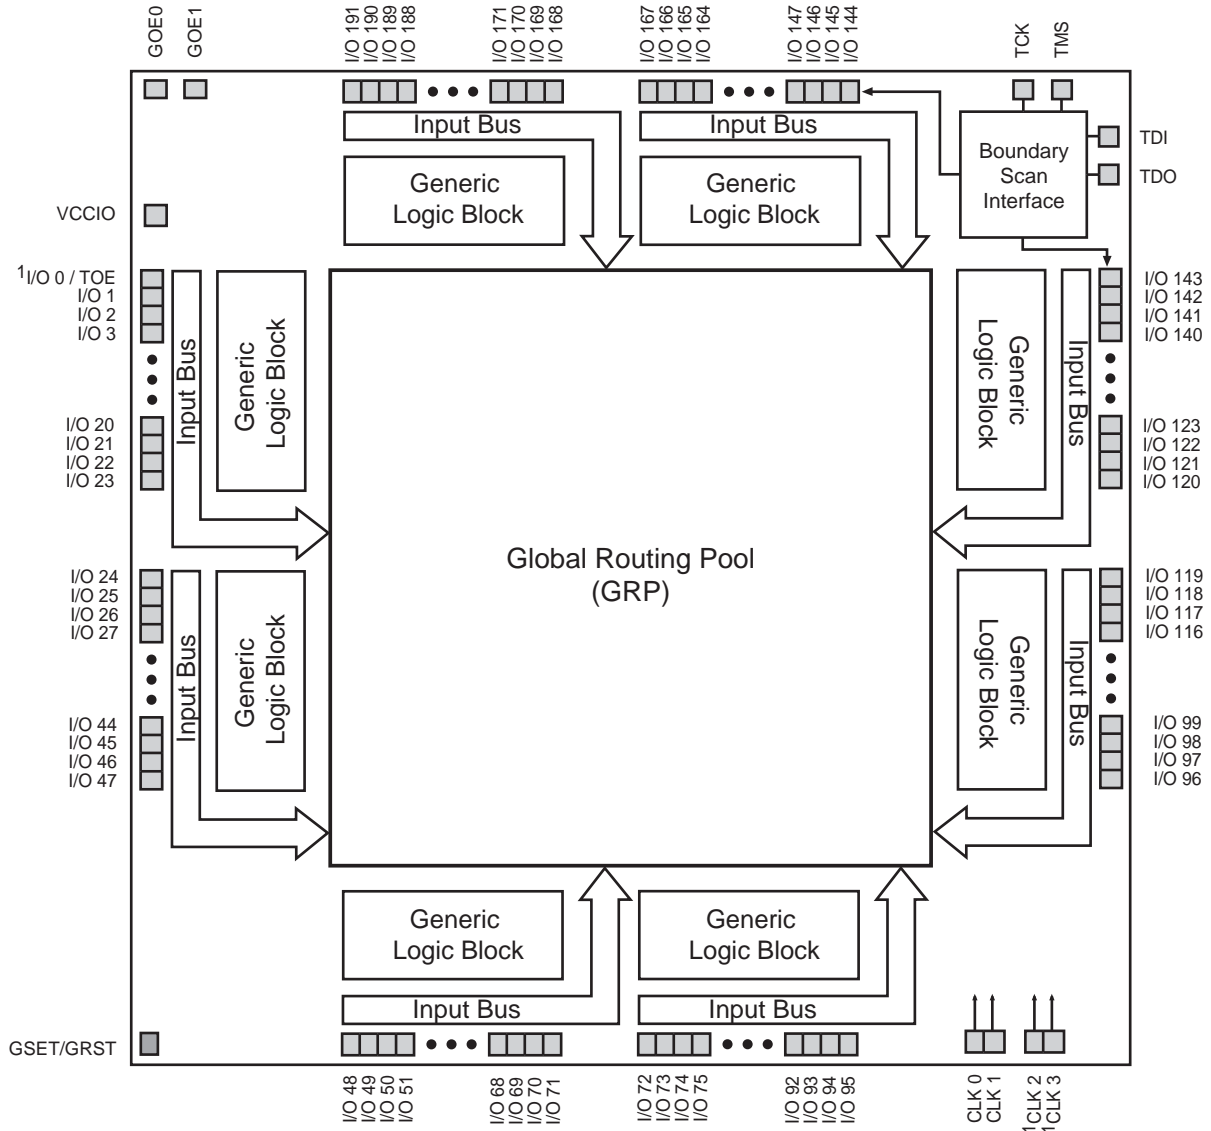 GOE0
GOE1
I/O 191
I/O 190
I/O 189
I/O 188
I/O 171
I/O 170
I/O 169
I/O 168
I/O 167
I/O 166
I/O 165
I/O 164
I/O 147
I/O 146
I/O 145
I/O 144
TCK
TMS
Input Bus
Input Bus
TDI
TDO
Boundary
Scan
Interface
Generic
Logic Block
Generic
Logic Block
VCCIO
1I/O 0 / TOE
I/O 1
I/O 2
I/O 3
I/O 20
I/O 21
I/O 22
I/O 23
Input Bus
Generic
Logic Block
Generic
Logic Block
Input Bus
I/O 143
I/O 142
I/O 141
I/O 140
I/O 123
I/O 122
I/O 121
I/O 120
Global Routing Pool
(GRP)
I/O 24
I/O 25
I/O 26
I/O 27
I/O 44
I/O 45
I/O 46
I/O 47
Input Bus
Generic
Logic Block
Generic
Logic Block
Input Bus
I/O 119
I/O 118
I/O 117
I/O 116
I/O 99
I/O 98
I/O 97
I/O 96
Generic
Logic Block
Generic
Logic Block
Input Bus
Input Bus
GSET/GRST
I/O 48
I/O 49
I/O 50
I/O 51
I/O 68
I/O 69
I/O 70
I/O 71
I/O 72
I/O 73
I/O 74
I/O 75
I/O 92
I/O 93
I/O 94
I/O 95
CLK 0
CLK 1
1CLK 2
1CLK 3